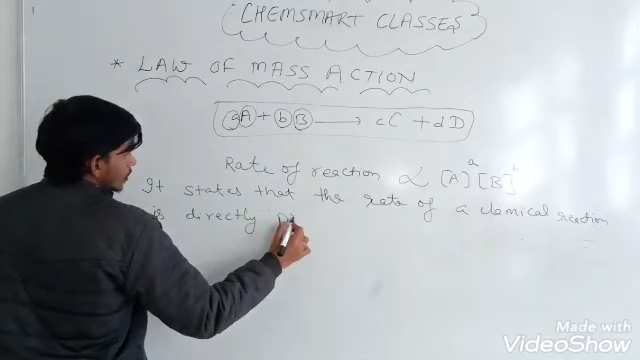 CHEMSMART CLASSES
* LAW OF MASS ACTION
aA + bB ⟶ cC + dD
Rate of reaction ∝ [A]ᵃ [B]ᵇ
It states that the rate of a chemical reaction
is directly
Made with
VideoShow